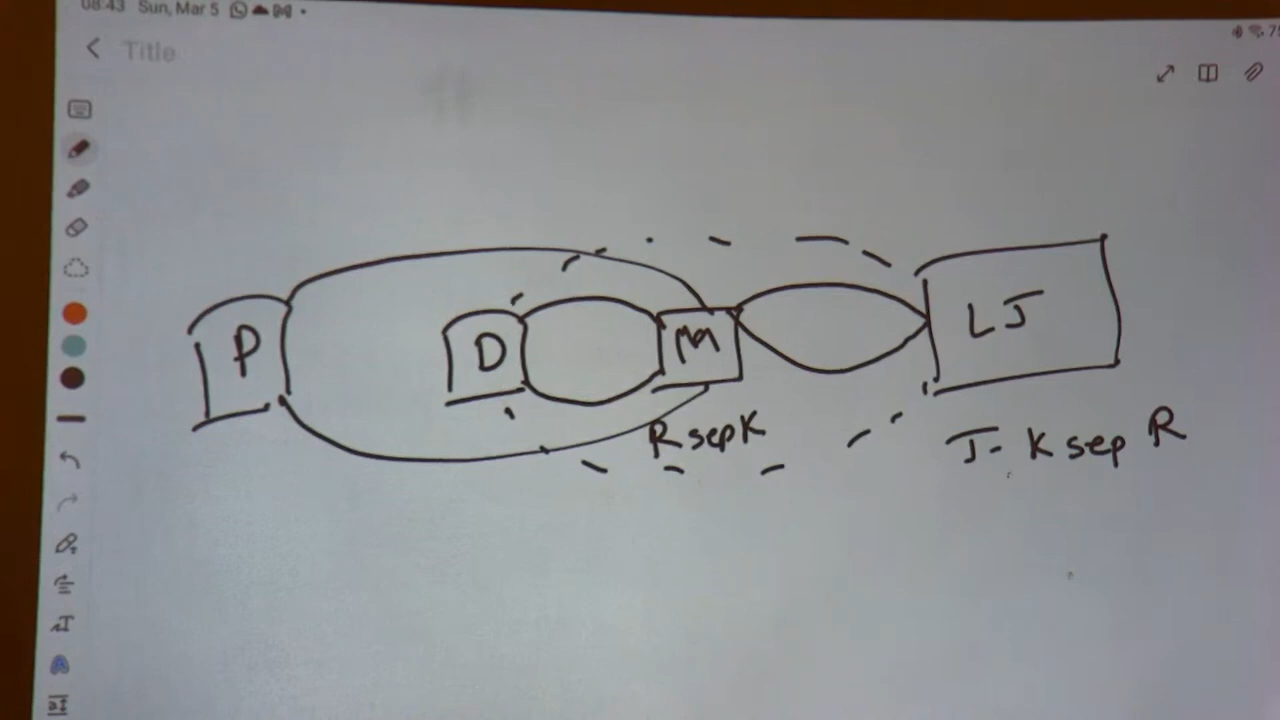 08:43 Sun, Mar 5
Title
P D M LJ
R sep K
J- K sep R